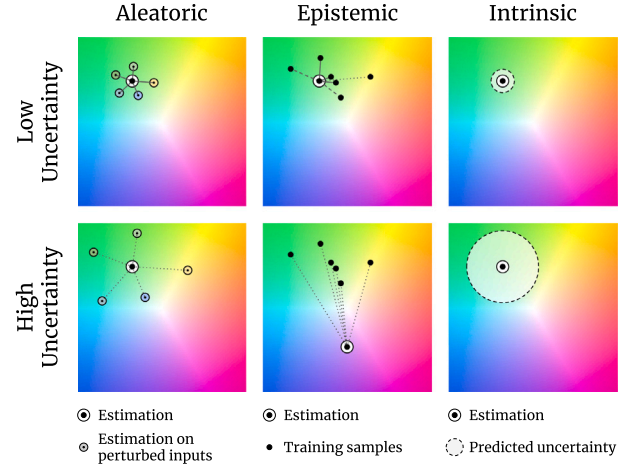 Aleatoric
Epistemic
Intrinsic
Low
Uncertainty
High
Uncertainty
Estimation
Estimation on
perturbed inputs
Estimation
Training samples
Estimation
Predicted uncertainty